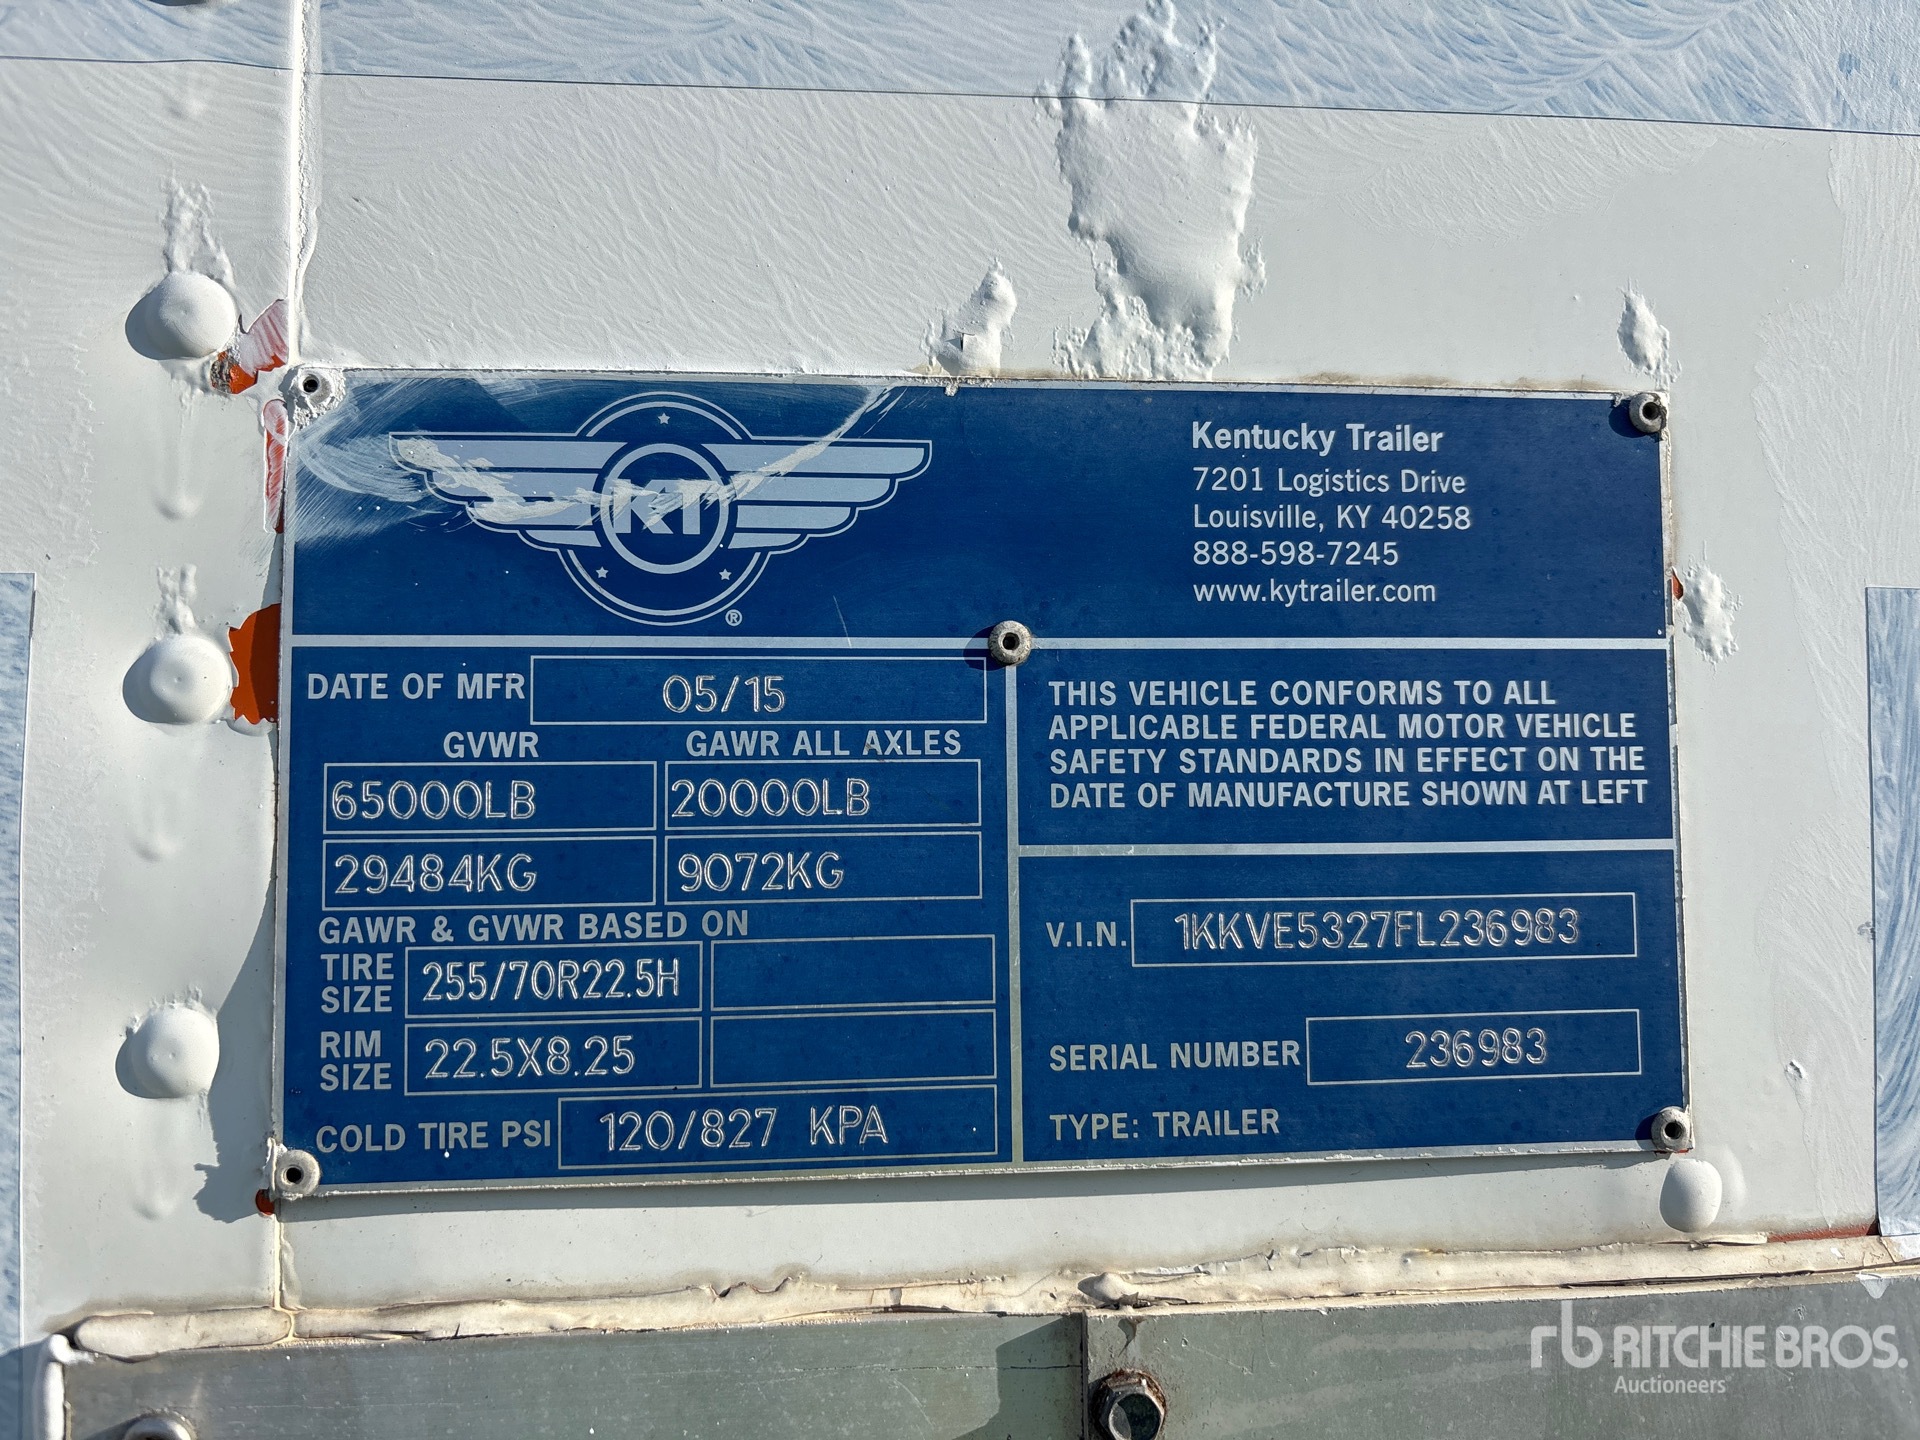 KT
®
Kentucky Trailer
7201 Logistics Drive
Louisville, KY 40258
888-598-7245
www.kytrailer.com
DATE OF MFR 05/15
GVWR GAWR ALL AXLES
65000LB 20000LB
29484KG 9072KG
GAWR & GVWR BASED ON
TIRE SIZE 255/70R22.5H
RIM SIZE 22.5X8.25
COLD TIRE PSI 120/827 KPA
THIS VEHICLE CONFORMS TO ALL
APPLICABLE FEDERAL MOTOR VEHICLE
SAFETY STANDARDS IN EFFECT ON THE
DATE OF MANUFACTURE SHOWN AT LEFT
V.I.N. 1KKVE5327FL236983
SERIAL NUMBER 236983
TYPE: TRAILER
rb RITCHIE BROS.
Auctioneers